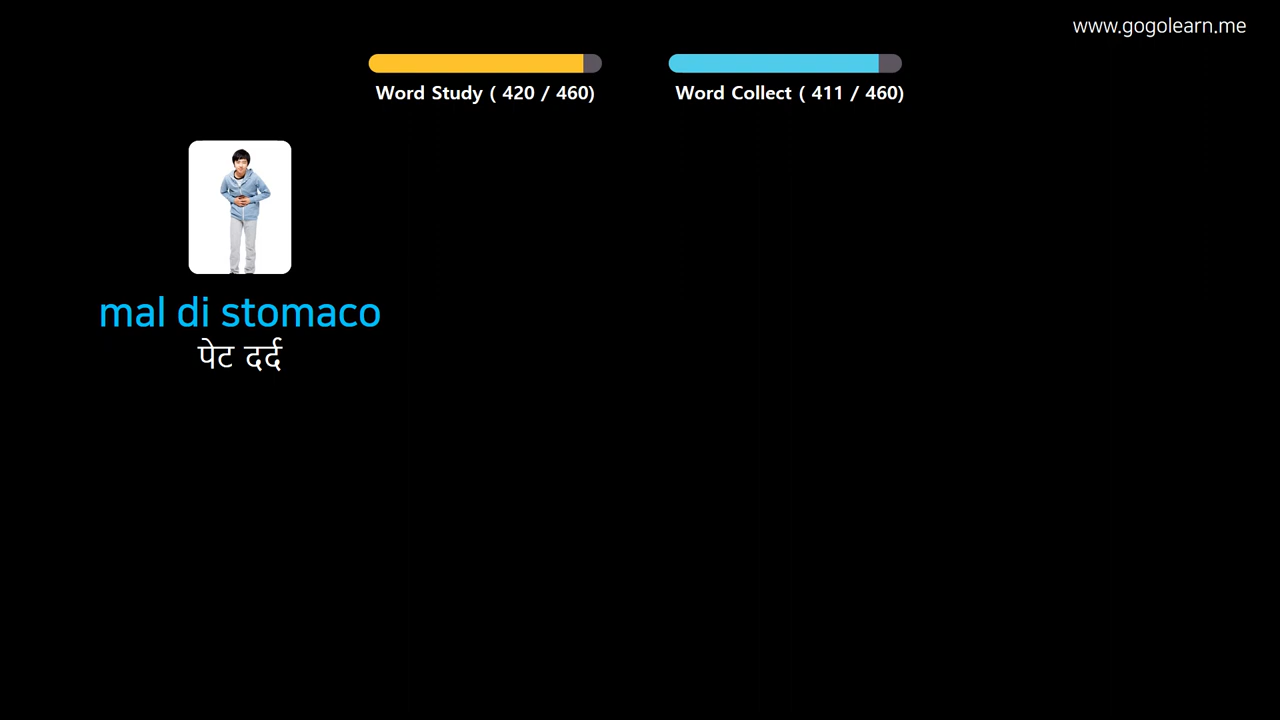 www.gogolearn.me
Word Study ( 420 / 460)
Word Collect ( 411 / 460)
mal di stomaco
पेट दर्द